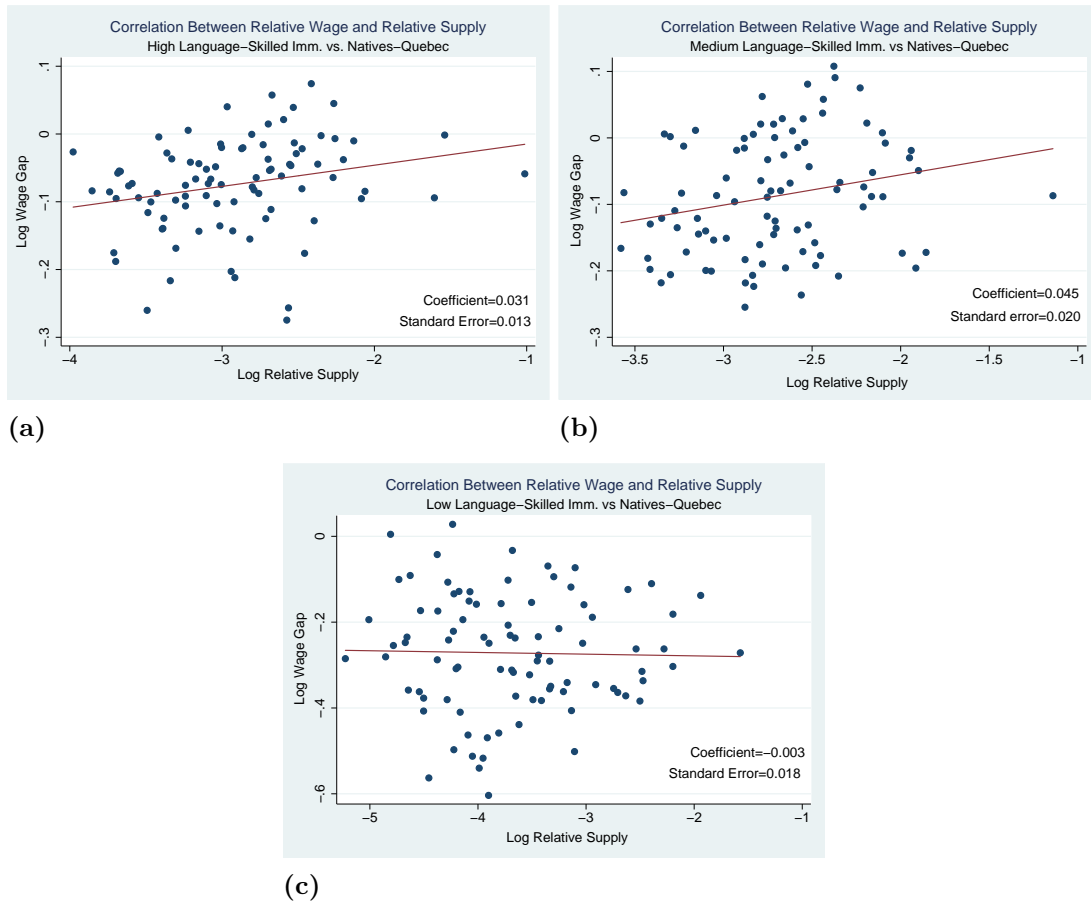 Correlation Between Relative Wage and Relative Supply
High Language−Skilled Imm. vs. Natives−Quebec
Log Wage Gap
.1
0
−.1
−.2
−.3
Coefficient=0.031
Standard Error=0.013
−4
−3
−2
−1
Log Relative Supply
(a)
Correlation Between Relative Wage and Relative Supply
Medium Language−Skilled Imm. vs Natives−Quebec
Log Wage Gap
.1
0
−.1
−.2
−.3
Coefficient=0.045
Standard error=0.020
−3.5
−3
−2.5
−2
−1.5
−1
Log Relative Supply
(b)
Correlation Between Relative Wage and Relative Supply
Low Language−Skilled Imm. vs Natives−Quebec
Log Wage Gap
0
−.2
−.4
−.6
Coefficient=−0.003
Standard Error=0.018
−5
−4
−3
−2
−1
Log Relative Supply
(c)